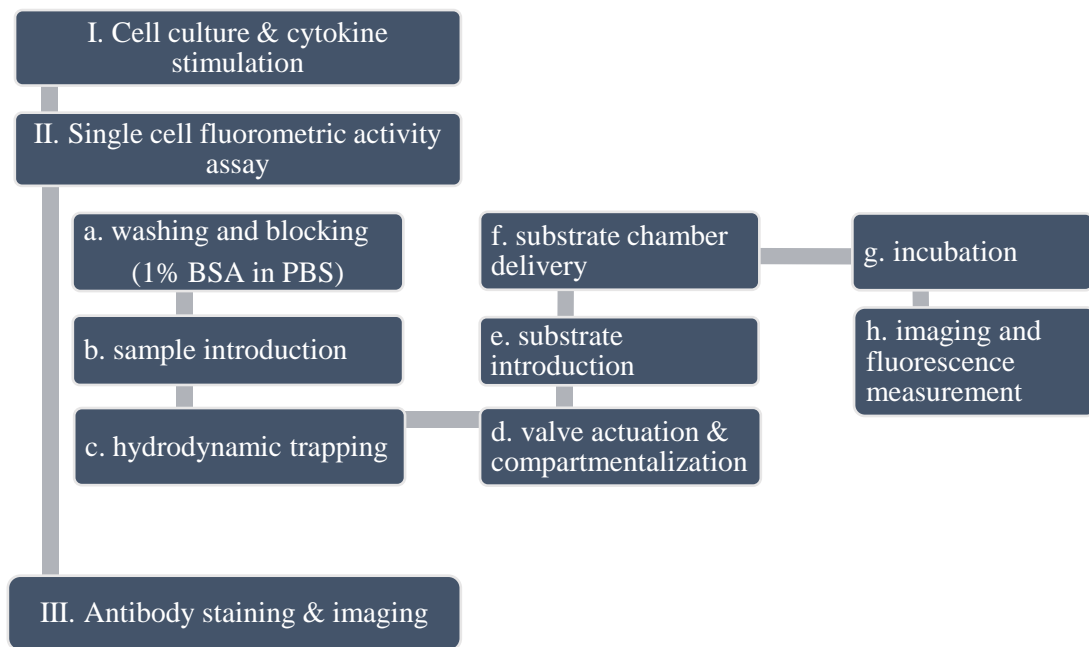 I. Cell culture & cytokine
stimulation
II. Single cell fluorometric activity
assay
a. washing and blocking
(1% BSA in PBS)
b. sample introduction
c. hydrodynamic trapping
d. valve actuation &
compartmentalization
e. substrate
introduction
f. substrate chamber
delivery
g. incubation
h. imaging and
fluorescence
measurement
III. Antibody staining & imaging